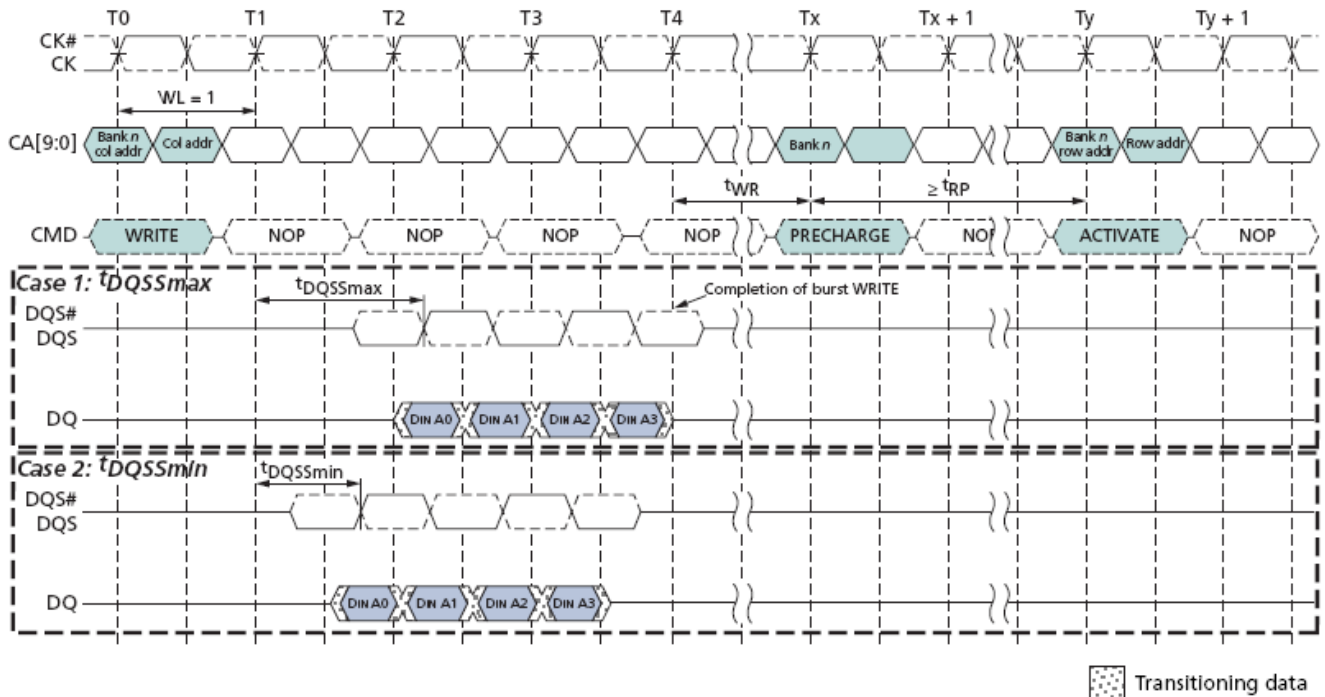 T0 T1 T2 T3 T4 Tx Tx + 1 Ty Ty + 1
CK#
CK
WL = 1
CA[9:0] Bank n col addr Col addr Bank n Bank n row addr Row addr
tWR ≥ tRP
CMD WRITE NOP NOP NOP NOP PRECHARGE NOP ACTIVATE NOP
Case 1: tDQSSmax
tDQSSmax
Completion of burst WRITE
DQS#
DQS
DQ DIN A0 DIN A1 DIN A2 DIN A3
Case 2: tDQSSmin
tDQSSmin
DQS#
DQS
DQ DIN A0 DIN A1 DIN A2 DIN A3
Transitioning data